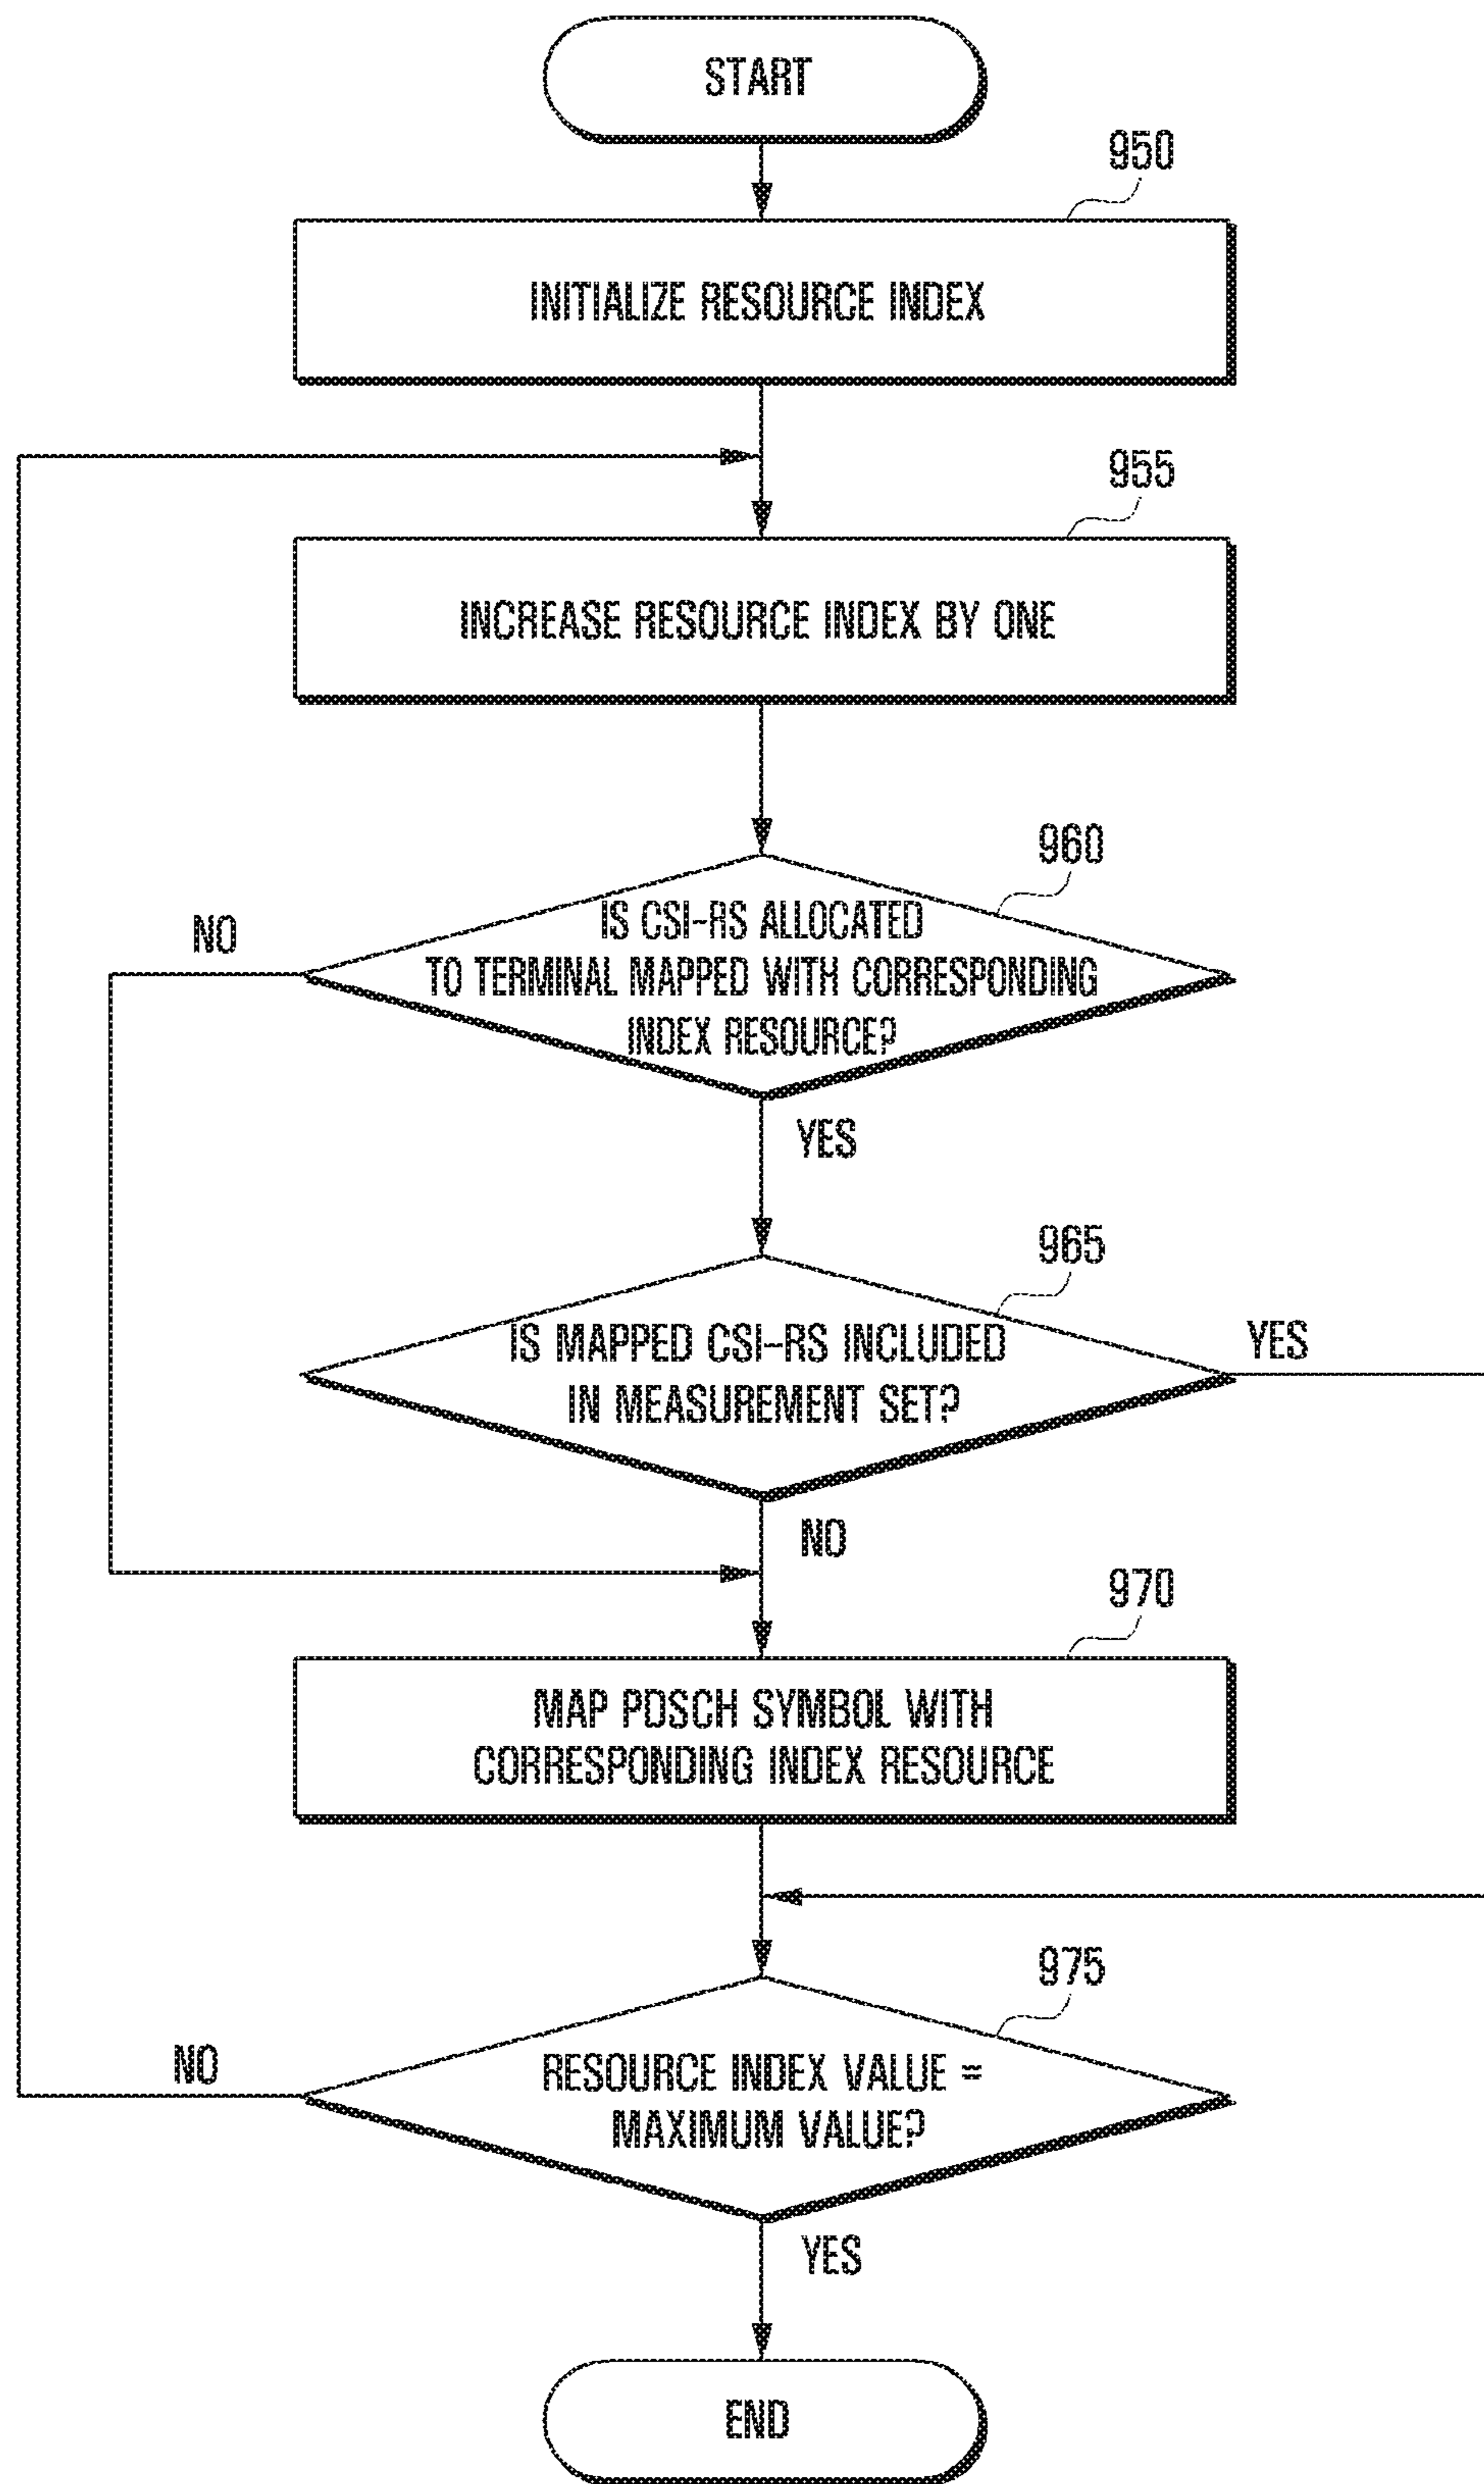 START
950
INITIALIZE RESOURCE INDEX
955
INCREASE RESOURCE INDEX BY ONE
960
NO
IS CSI-RS ALLOCATED
TO TERMINAL MAPPED WITH CORRESPONDING
INDEX RESOURCE?
YES
965
IS MAPPED CSI-RS INCLUDED
IN MEASUREMENT SET?
YES
NO
970
MAP PDSCH SYMBOL WITH
CORRESPONDING INDEX RESOURCE
975
NO
RESOURCE INDEX VALUE =
MAXIMUM VALUE?
YES
END